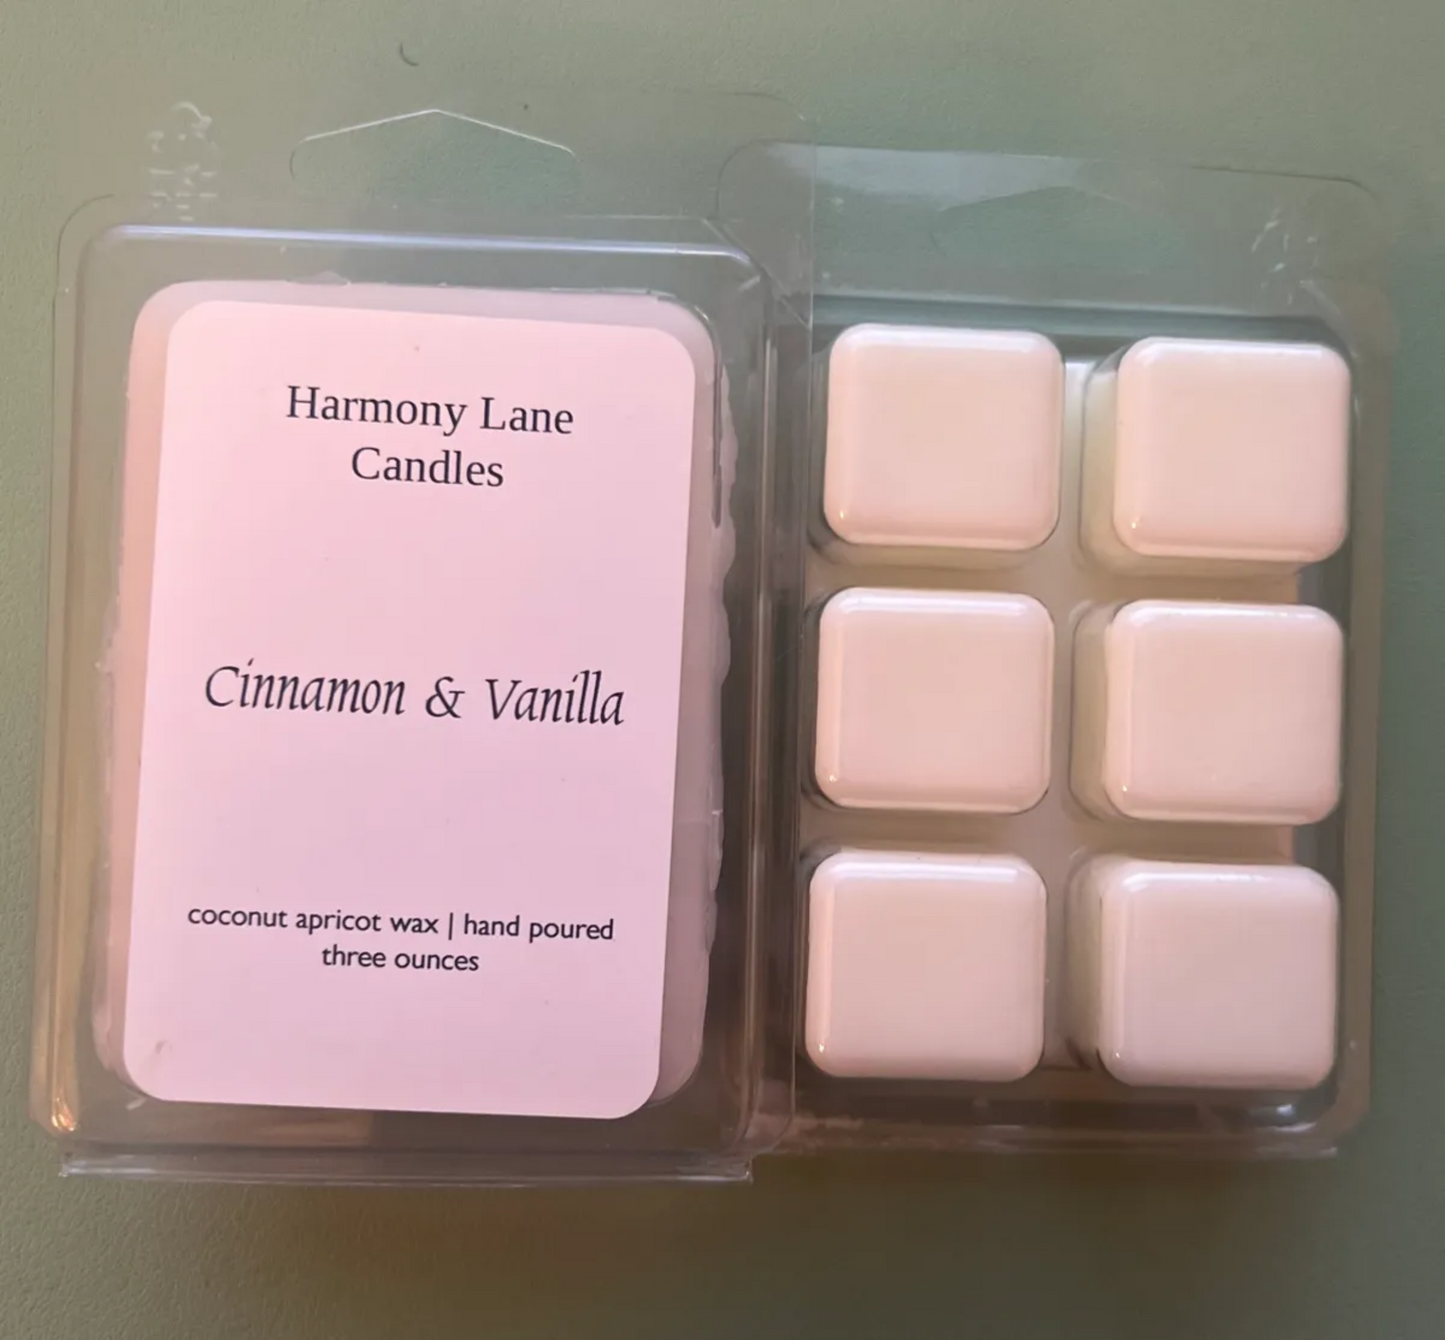 Harmony Lane
Candles
Cinnamon & Vanilla
coconut apricot wax | hand poured
three ounces